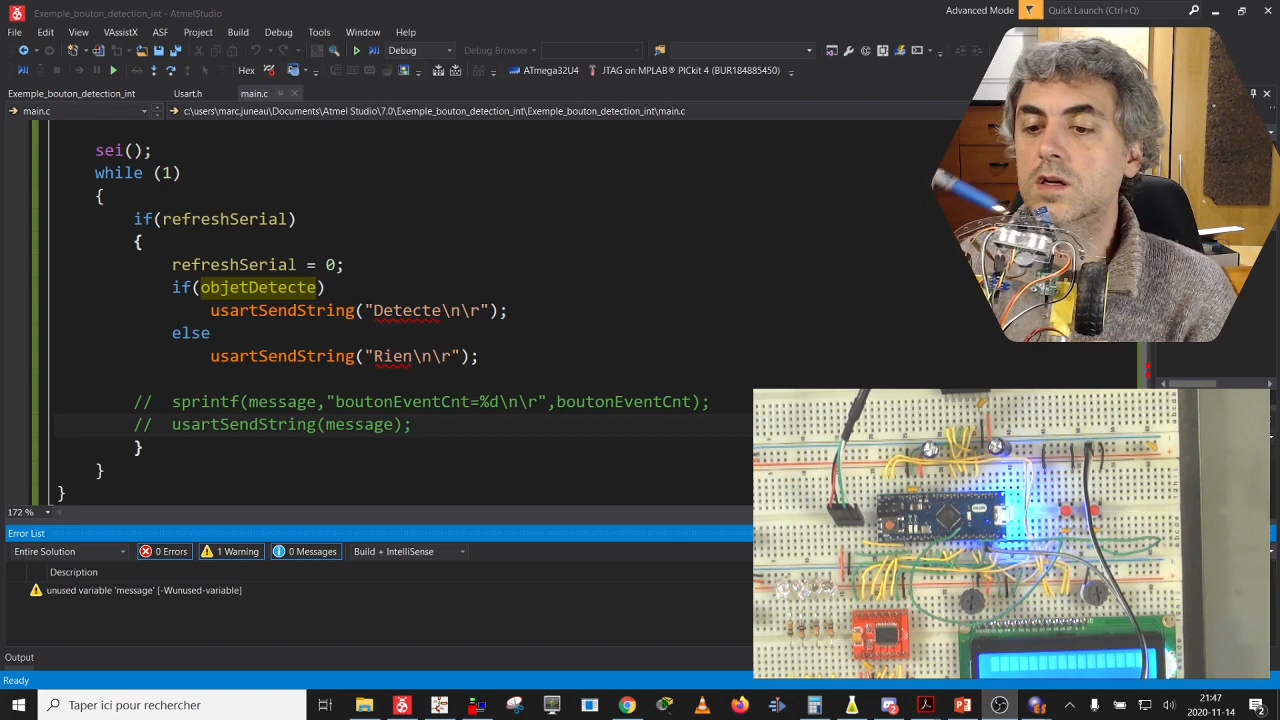 Exemple_bouton_detection_int - AtmelStudio
Advanced Mode
Quick Launch (Ctrl+Q)
File Edit View VAssistX ASF Project Build Debug Tools Window Help
Debug
Debug Browser
Hex
ATmega32U4
JTAG on MPLAB® PICkit 4 (BUR184885450)
Exemple_bouton_detection_int Usart.h main.c
main.c
c:\users\marc.juneau\Documents\Atmel Studio\7.0\Exemple_bouton_detection_int\Exemple_bouton_detection_int\main.c
sei();
while (1)
{
if(refreshSerial)
{
refreshSerial = 0;
if(objetDetecte)
usartSendString("Detecte\n\r");
else
usartSendString("Rien\n\r");
// sprintf(message,"boutonEventCnt=%d\n\r",boutonEventCnt);
// usartSendString(message);
}
}
}
172 %
Error List
Entire Solution
0 Errors
1 Warning
0 Messages
Build + IntelliSense
Description
unused variable 'message' [-Wunused-variable]
Output
Ready
Taper ici pour rechercher
21:47
2020-11-14
2